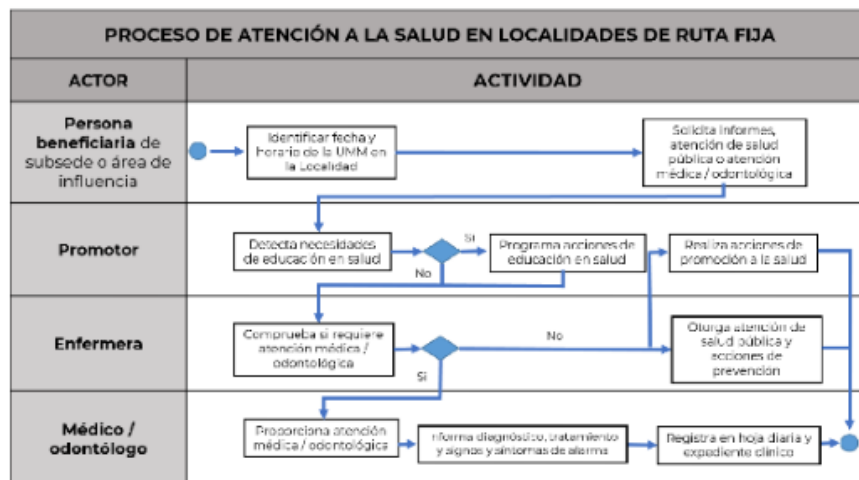 PROCESO DE ATENCIÓN A LA SALUD EN LOCALIDADES DE RUTA FIJA
ACTOR
ACTIVIDAD
Persona
beneficiaria de
subsede o área de
influencia
Identificar fecha y
horario de la UMM en
la Localidad
Solicita informes,
atención de salud
pública o atención
médica / odontológica
Promotor
Detecta necesidades
de educación en salud
Si
No
Programa acciones de
educación en salud
Realiza acciones de
promoción a la salud
Enfermera
Comprueba si requiere
atención médica /
odontológica
No
Si
Oturga atención de
salud pública y
acciones de
prevención
Médico /
odontólogo
Proporciona atención
médica / odontológica
nforma diagnóstico, tratamiento
y signos y síntomas de alarma
Registra en hoja diaria y
expediente clínico